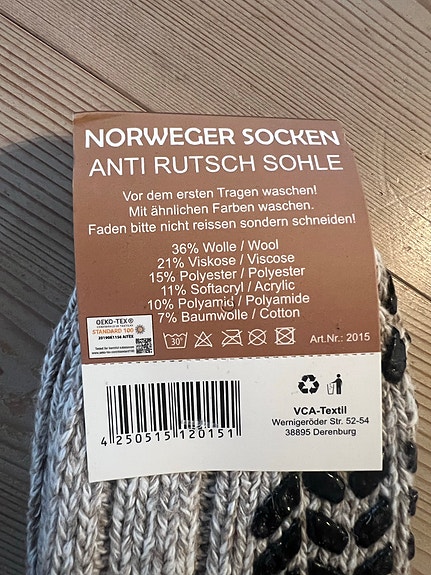 NORWEGER SOCKEN
ANTI RUTSCH SOHLE
Vor dem ersten Tragen waschen!
Mit ähnlichen Farben waschen.
Faden bitte nicht reissen sondern schneiden!
36% Wolle / Wool
21% Viskose / Viscose
15% Polyester / Polyester
11% Softacryl / Acrylic
10% Polyamid / Polyamide
7% Baumwolle / Cotton
OEKO-TEX®
STANDARD 100
30°
Art.Nr.: 2015
4 250515 120151
VCA-Textil
Wernigeröder Str. 52-54
38895 Derenburg